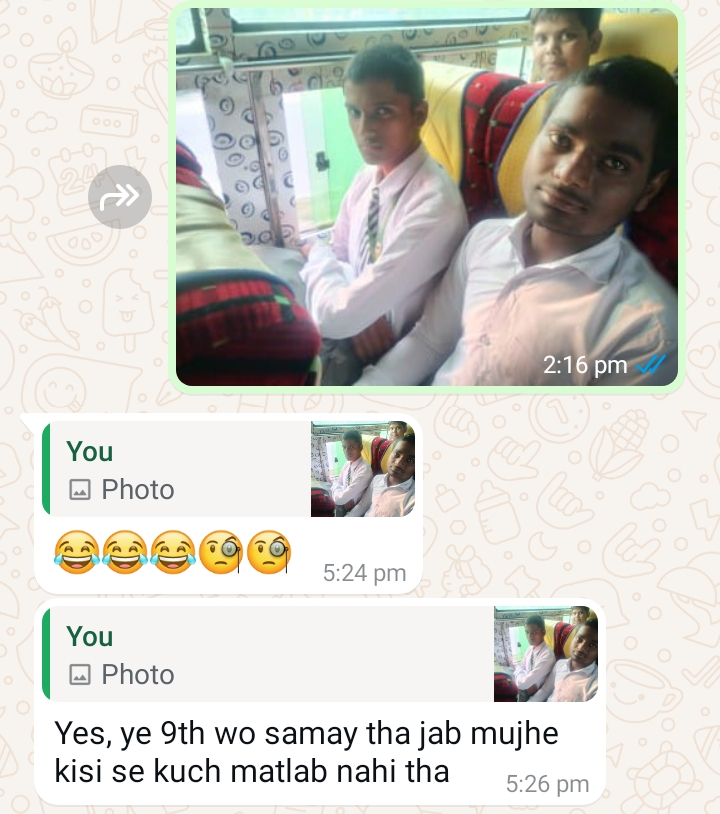 2:16 pm
You
Photo
😂😂😂🧐🧐
5:24 pm
You
Photo
Yes, ye 9th wo samay tha jab mujhe
kisi se kuch matlab nahi tha
5:26 pm